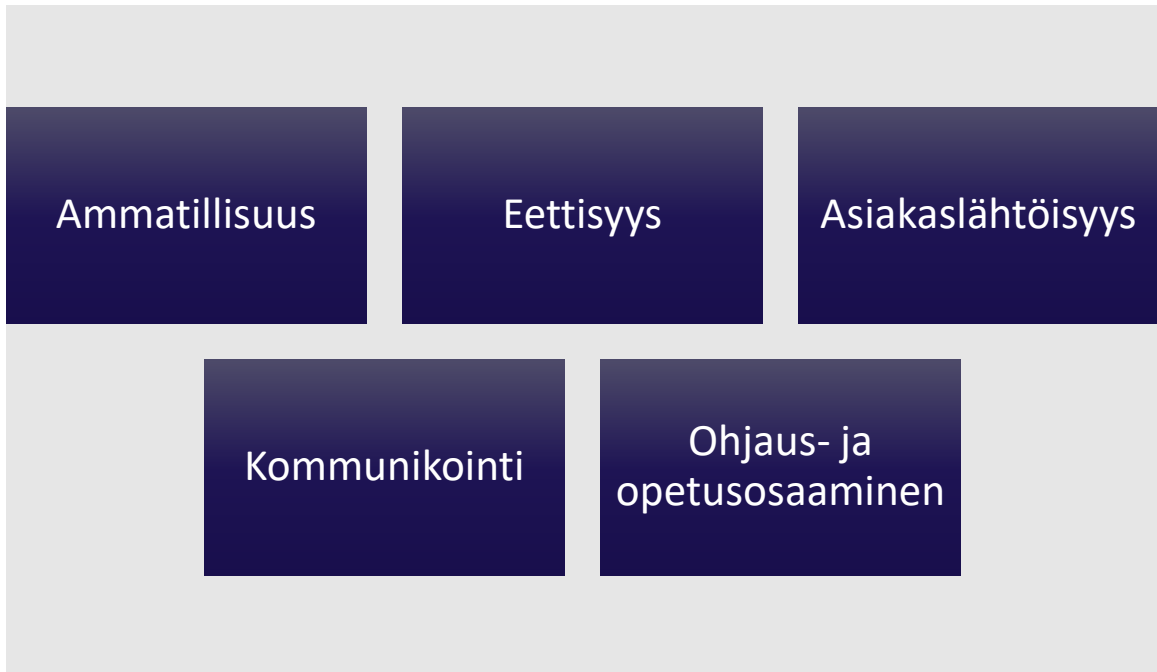 Ammatillisuus
Eettisyys
Asiakaslähtöisyys
Kommunikointi
Ohjaus- ja
opetusosaaminen